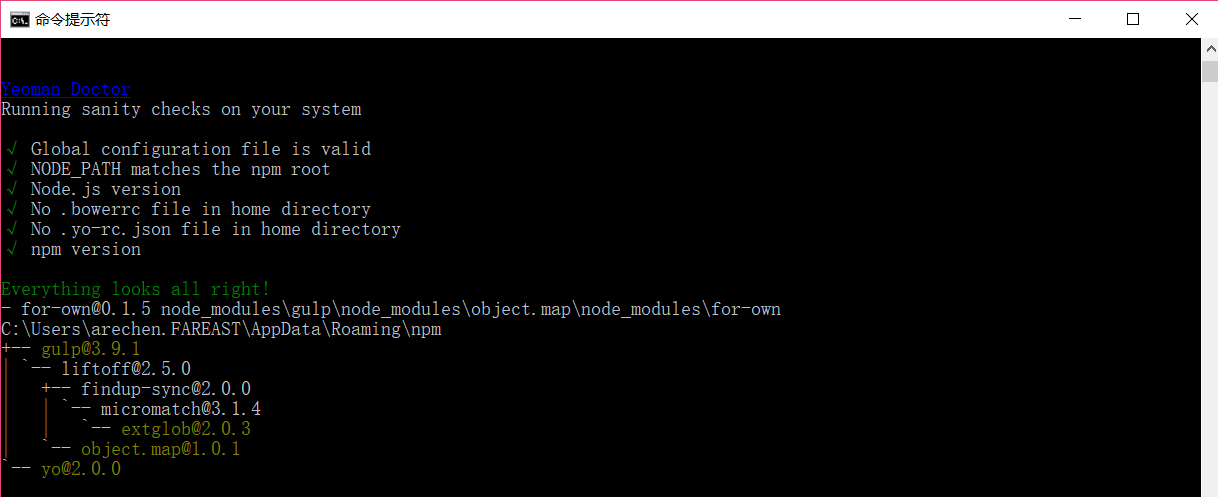 命令提示符
Yeoman Doctor
Running sanity checks on your system
√ Global configuration file is valid
√ NODE_PATH matches the npm root
√ Node.js version
√ No .bowerrc file in home directory
√ No .yo-rc.json file in home directory
√ npm version
Everything looks all right!
- for-own@0.1.5 node_modules\gulp\node_modules\object.map\node_modules\for-own
C:\Users\arechen.FAREAST\AppData\Roaming\npm
+-- gulp@3.9.1
| `-- liftoff@2.5.0
|   +-- findup-sync@2.0.0
|   | `-- micromatch@3.1.4
|   |   `-- extglob@2.0.3
|   `-- object.map@1.0.1
`-- yo@2.0.0